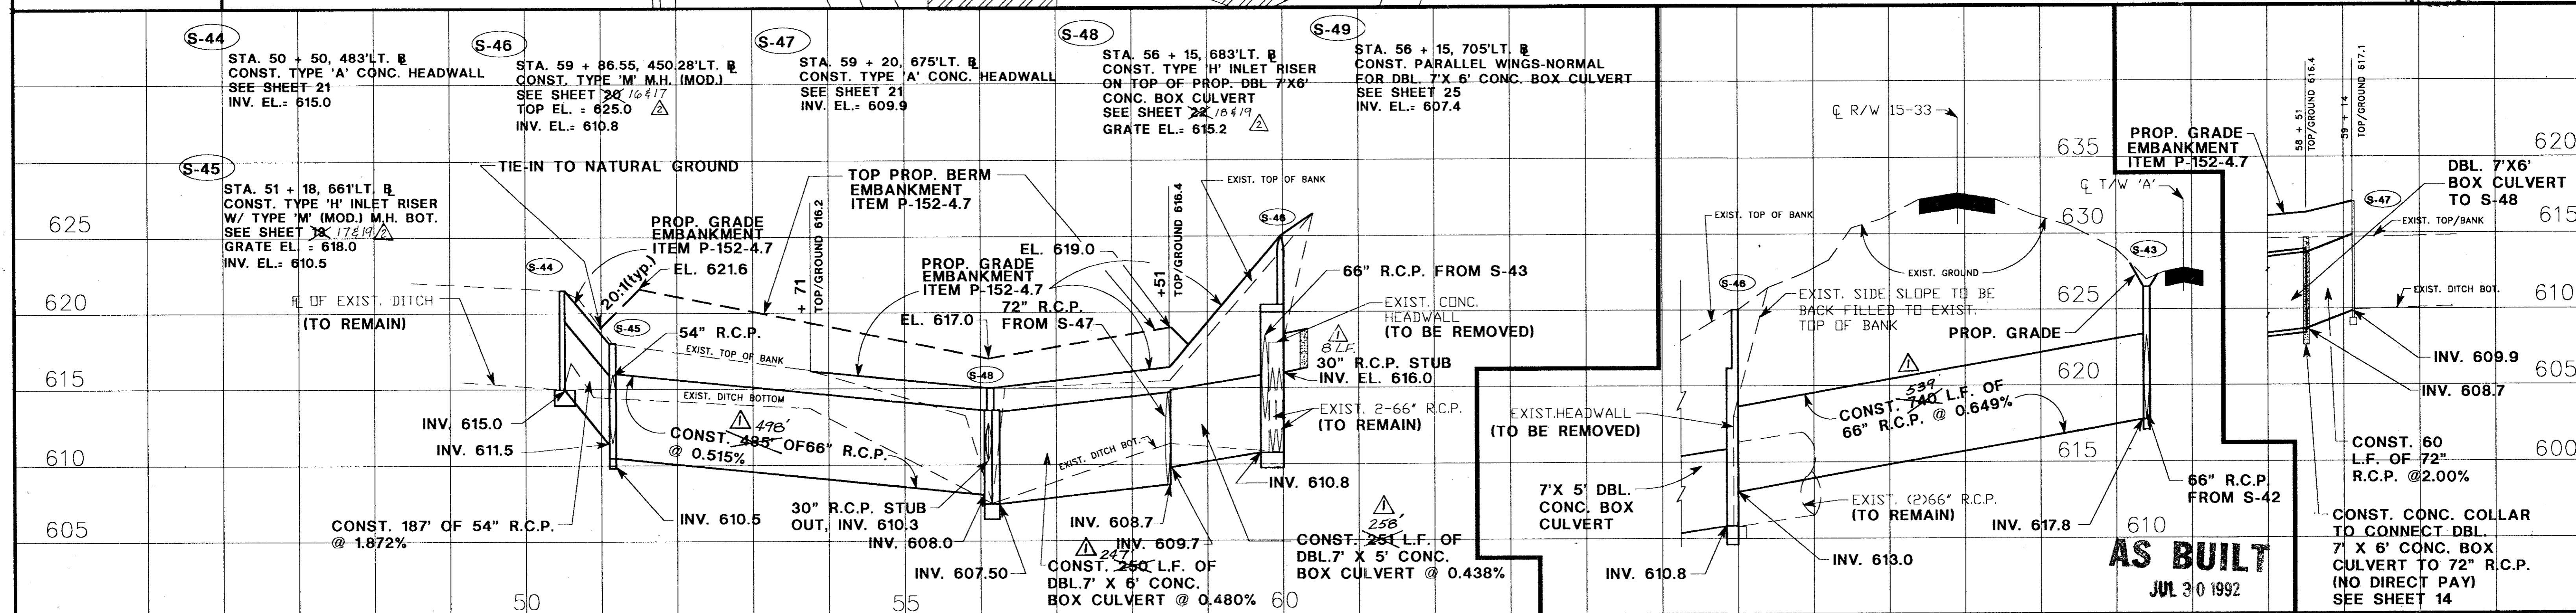 S-44
STA. 50 + 50, 483'LT. ℄
CONST. TYPE 'A' CONC. HEADWALL
SEE SHEET 21
INV. EL.= 615.0
S-46
STA. 59 + 86.55, 450.28'LT. ℄
CONST. TYPE 'M' M.H. (MOD.)
SEE SHEET 20 16&17
TOP EL. = 625.0 2
INV. EL.= 610.8
S-47
STA. 59 + 20, 675'LT. ℄
CONST. TYPE 'A' CONC. HEADWALL
SEE SHEET 21
INV. EL.= 609.9
S-48
STA. 56 + 15, 683'LT. ℄
CONST. TYPE 'H' INLET RISER
ON TOP OF PROP. DBL 7'X6'
CONC. BOX CULVERT
SEE SHEET 22 18&19
GRATE EL.= 615.2 2
S-49
STA. 56 + 15, 705'LT. ℄
CONST. PARALLEL WINGS-NORMAL
FOR DBL. 7'X 6' CONC. BOX CULVERT
SEE SHEET 25
INV. EL.= 607.4
S-45
STA. 51 + 18, 661'LT. ℄
CONST. TYPE 'H' INLET RISER
W/ TYPE 'M' (MOD.) M.H. BOT.
SEE SHEET 17&19 2
GRATE EL. = 618.0
INV. EL.= 610.5
TIE-IN TO NATURAL GROUND
PROP. GRADE
EMBANKMENT
ITEM P-152-4.7
20:1(typ.)
EL. 621.6
TOP PROP. BERM
EMBANKMENT
ITEM P-152-4.7
+ 71
TOP/GROUND 616.2
PROP. GRADE
EMBANKMENT
ITEM P-152-4.7
EL. 619.0
+51
TOP/GROUND 616.4
EXIST. TOP OF BANK
S-46
66" R.C.P. FROM S-43
EXIST. CONC.
HEADWALL
(TO BE REMOVED)
1
8 LF.
30" R.C.P. STUB
INV. EL. 616.0
EXIST. 2-66" R.C.P.
(TO REMAIN)
625
620
615
610
605
S-44
℄ OF EXIST. DITCH
(TO REMAIN)
S-45
54" R.C.P.
EXIST. TOP OF BANK
EXIST. DITCH BOTTOM
EL. 617.0
72" R.C.P.
FROM S-47
S-48
INV. 615.0
INV. 611.5
1 498'
CONST. 485' OF 66" R.C.P.
@ 0.515%
EXIST. DITCH BOT.
CONST. 187' OF 54" R.C.P.
@ 1.872%
INV. 610.5
30" R.C.P. STUB
OUT, INV. 610.3
INV. 608.0
INV. 607.50
INV. 608.7
INV. 609.7
INV. 610.8
1 247'
CONST. 250 L.F. OF
DBL.7' X 6' CONC.
BOX CULVERT @ 0.480%
1
258'
CONST. 251 L.F. OF
DBL.7' X 5' CONC.
BOX CULVERT @ 0.438%
50
55
60
℄ R/W 15-33
℄ T/W 'A'
635
630
625
620
615
610
EXIST. TOP OF BANK
S-46
EXIST. GROUND
EXIST. SIDE SLOPE TO BE
BACK FILLED TO EXIST.
TOP OF BANK
PROP. GRADE
S-43
1
539
CONST. 740 L.F. OF
66" R.C.P. @ 0.649%
EXIST.HEADWALL
(TO BE REMOVED)
7'X 5' DBL.
CONC. BOX
CULVERT
EXIST. (2)66" R.C.P.
(TO REMAIN)
INV. 617.8
66" R.C.P.
FROM S-42
INV. 613.0
INV. 610.8
AS BUILT
JUL 30 1992
PROP. GRADE
EMBANKMENT
ITEM P-152-4.7
58 + 51
TOP/GROUND 616.4
59 + 14
TOP/GROUND 617.1
620
615
610
605
600
DBL. 7'X6'
BOX CULVERT
TO S-48
S-47
EXIST. TOP/BANK
EXIST. DITCH BOT.
INV. 609.9
INV. 608.7
CONST. 60
L.F. OF 72"
R.C.P. @2.00%
CONST. CONC. COLLAR
TO CONNECT DBL.
7' X 6' CONC. BOX
CULVERT TO 72" R.C.P.
(NO DIRECT PAY)
SEE SHEET 14